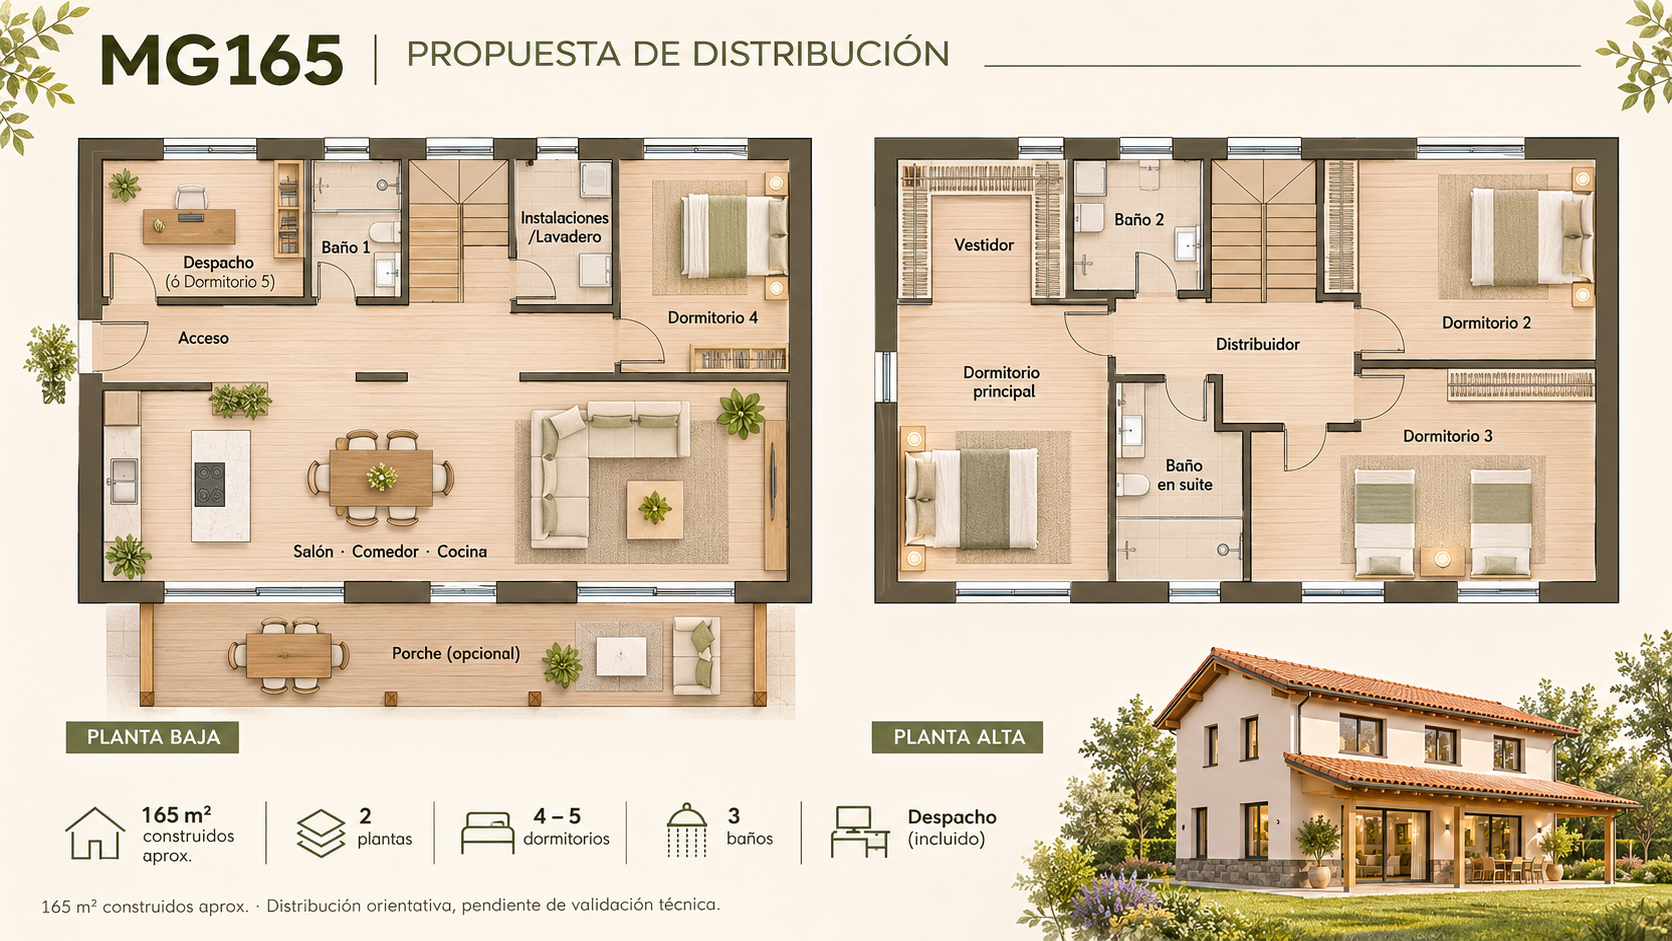 MG165
PROPUESTA DE DISTRIBUCIÓN
Despacho
(ó Dormitorio 5)
Baño 1
Instalaciones
/Lavadero
Dormitorio 4
Acceso
Salón · Comedor · Cocina
Porche (opcional)
PLANTA BAJA
Vestidor
Baño 2
Dormitorio 2
Distribuidor
Dormitorio
principal
Dormitorio 3
Baño
en suite
PLANTA ALTA
165 m²
construidos
aprox.
2
plantas
4 – 5
dormitorios
3
baños
Despacho
(incluido)
165 m² construidos aprox. · Distribución orientativa, pendiente de validación técnica.